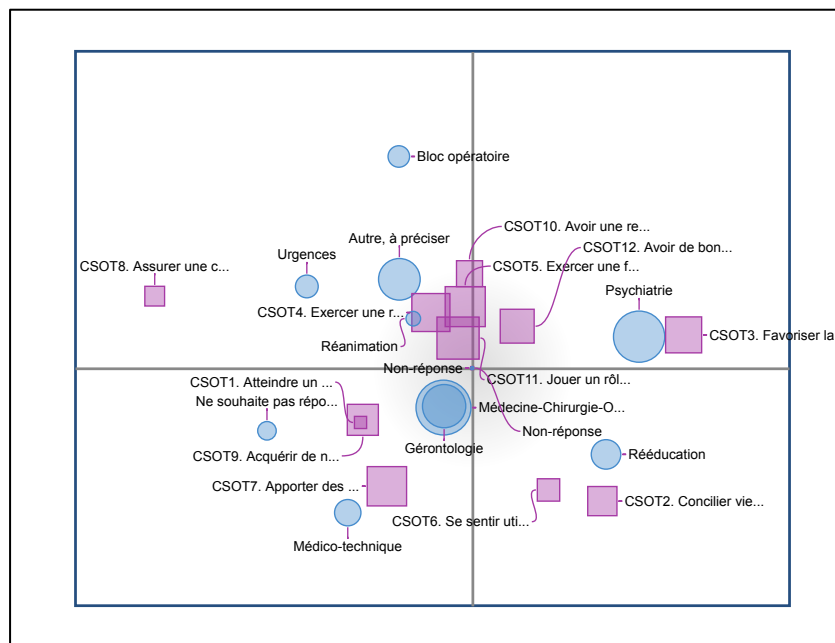 Bloc opératoire
CSOT10. Avoir une re...
Autre, à préciser
CSOT12. Avoir de bon...
Urgences
CSOT8. Assurer une c...
CSOT5. Exercer une f...
Psychiatrie
CSOT4. Exercer une r...
CSOT3. Favoriser la
Réanimation
Non-réponse
CSOT11. Jouer un rôl...
CSOT1. Atteindre un ...
Ne souhaite pas répo...
Médecine-Chirurgie-O...
Non-réponse
Gérontologie
CSOT9. Acquérir de n...
Rééducation
CSOT7. Apporter des ...
CSOT2. Concilier vie...
CSOT6. Se sentir uti...
Médico-technique